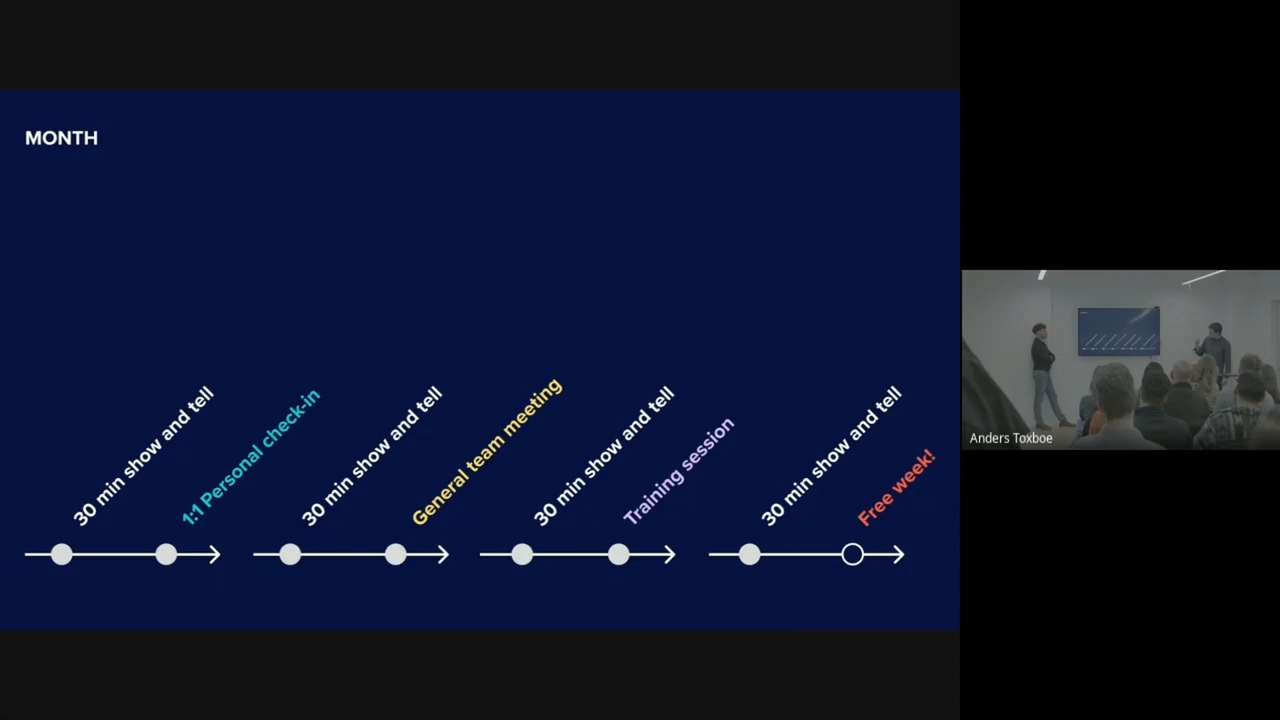 MONTH
30 min show and tell
1:1 Personal check-in
30 min show and tell
General team meeting
30 min show and tell
Training session
30 min show and tell
Free week!
Anders Toxboe